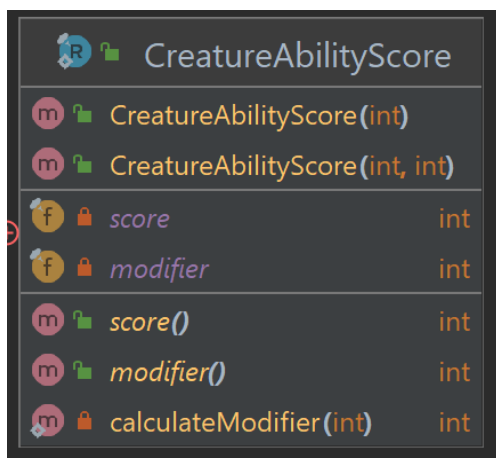 R CreatureAbilityScore
m CreatureAbilityScore(int)
m CreatureAbilityScore(int, int)
f score int
f modifier int
m score() int
m modifier() int
m calculateModifier(int) int